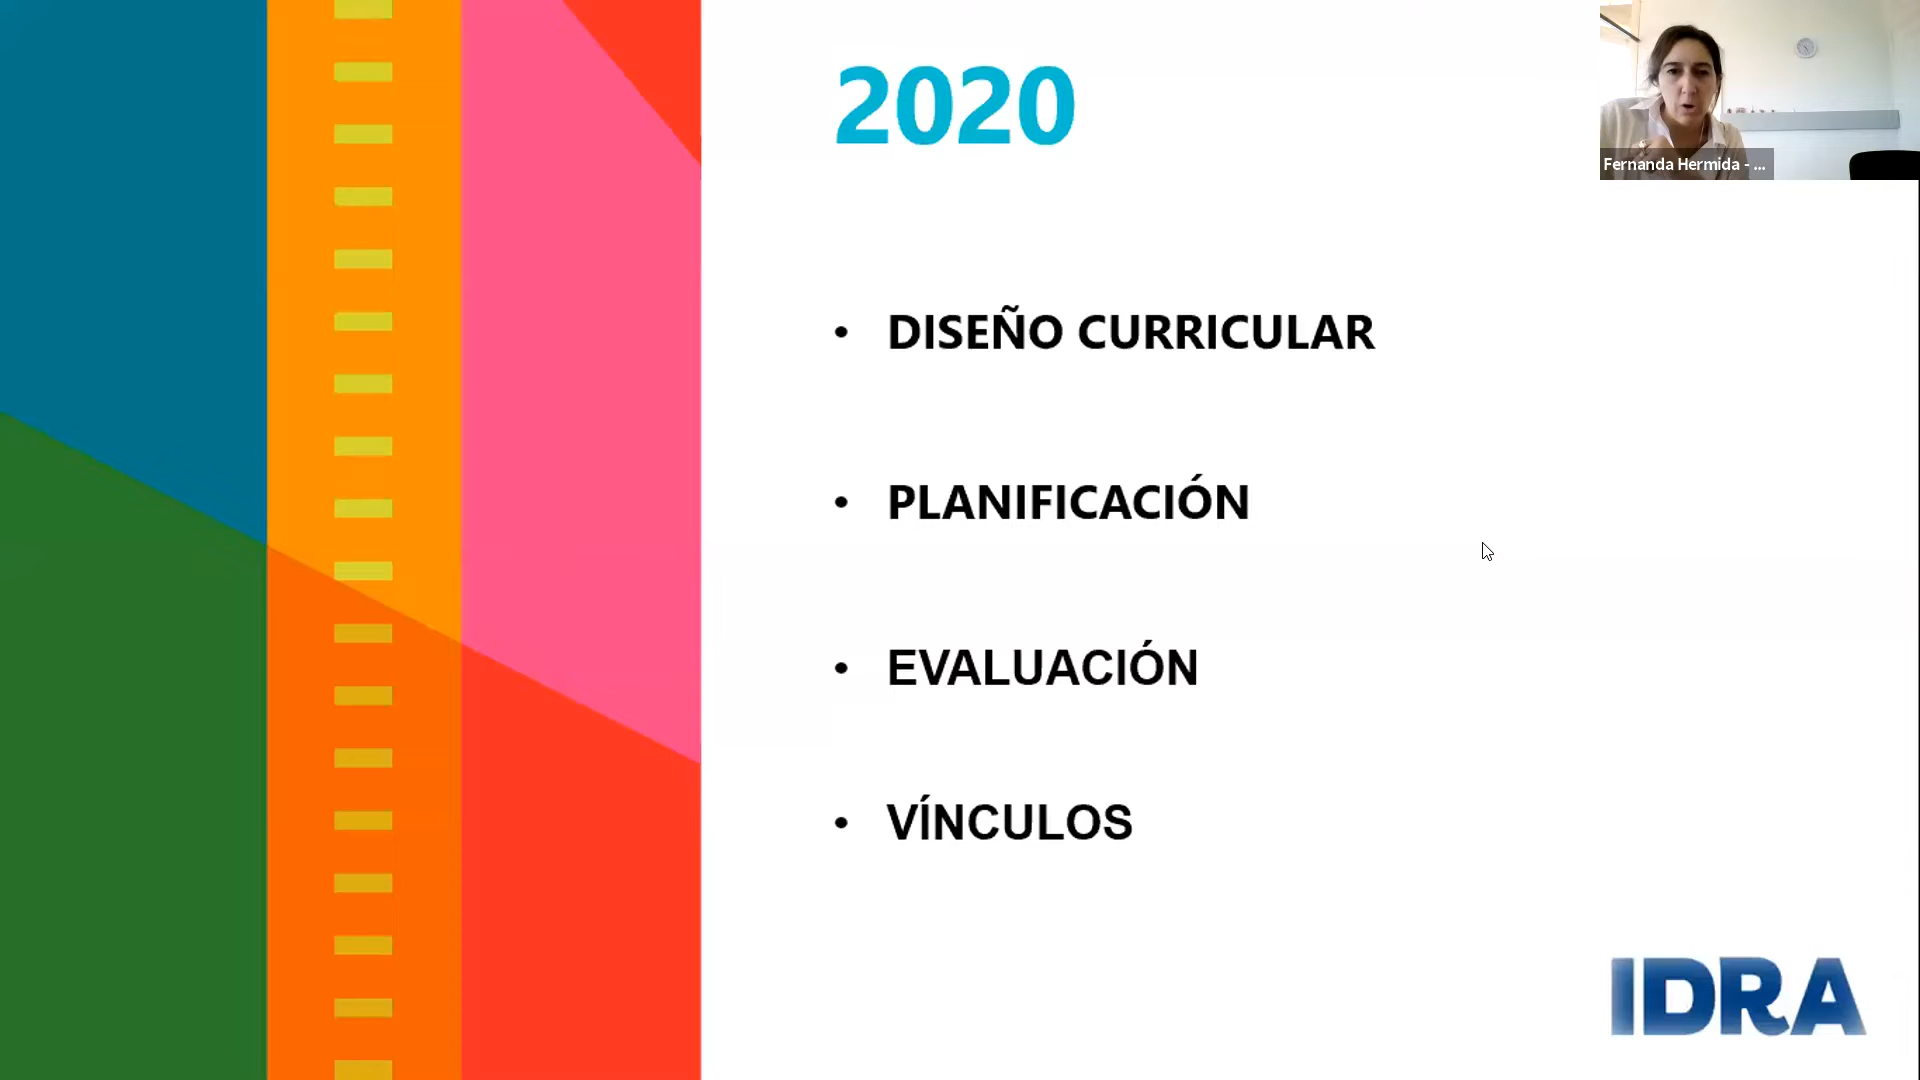 2020
Fernanda Hermida - ...
• DISEÑO CURRICULAR
• PLANIFICACIÓN
• EVALUACIÓN
• VÍNCULOS
IDRA